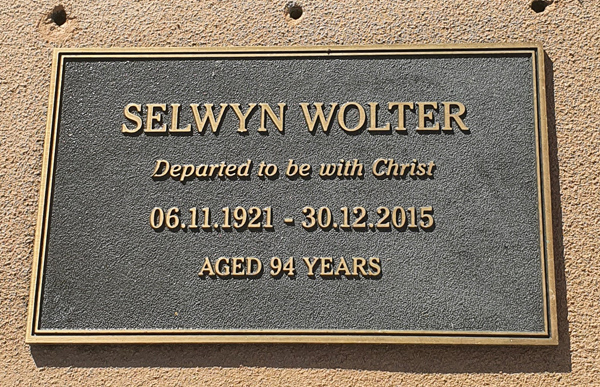 SELWYN WOLTER
Departed to be with Christ
06.11.1921 - 30.12.2015
AGED 94 YEARS